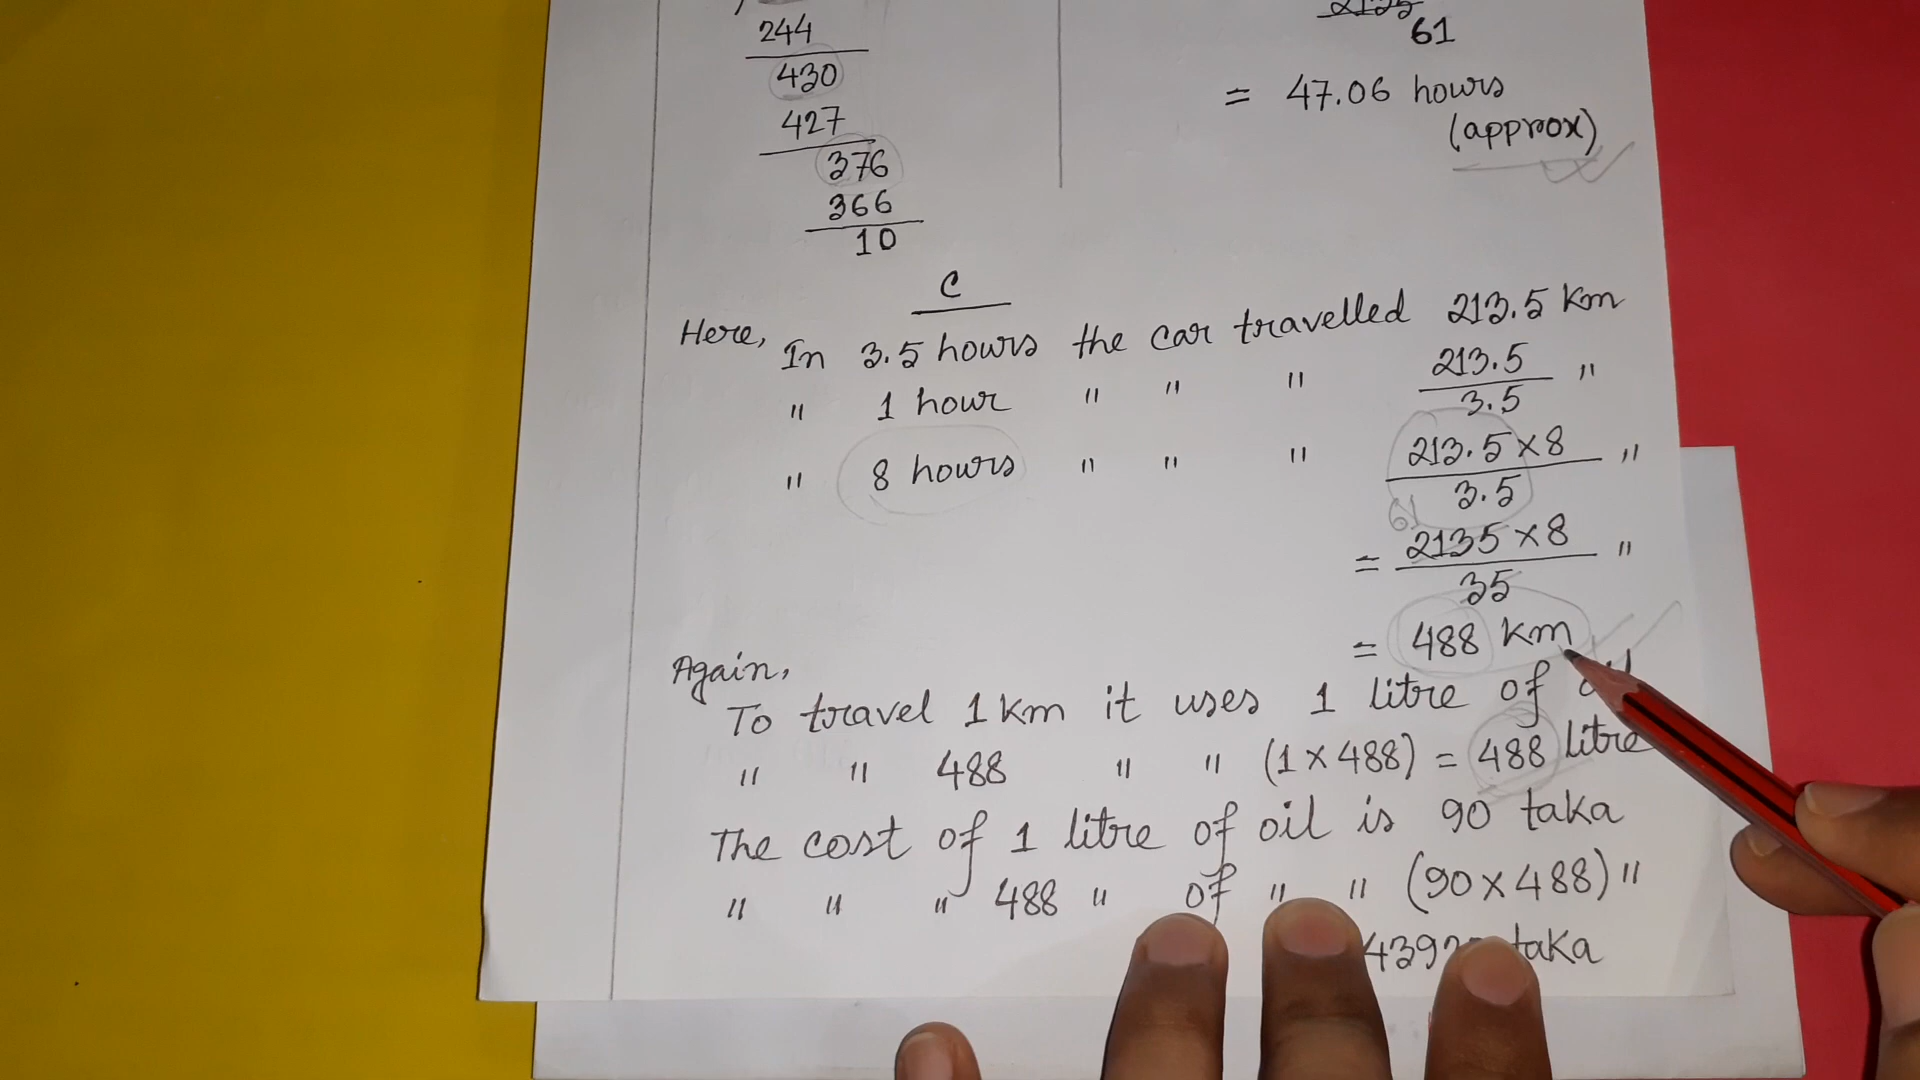 244
430
427
376
366
10
61
= 47.06 hours
(approx)
C
Here, In 3.5 hours the car travelled 213.5 Km
" 1 hour " " " 213.5 "
3.5
" 8 hours " " " 213.5 x 8 "
3.5
61
= 2135 x 8 "
35
= 488 Km
Again,
To travel 1 Km it uses 1 litre of
" " 488 " " (1 x 488) = 488 litre
The cost of 1 litre of oil is 90 taka
" " " 488 " of " " (90 x 488) "
taka